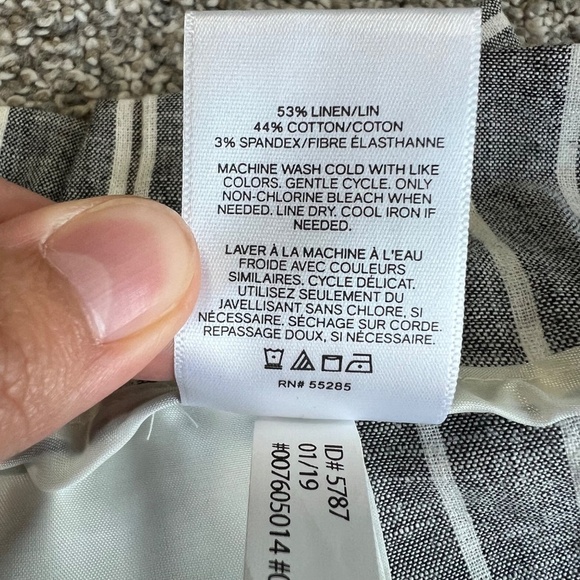 53% LINEN/LIN
44% COTTON/COTON
3% SPANDEX/FIBRE ÉLASTHANNE
MACHINE WASH COLD WITH LIKE
COLORS. GENTLE CYCLE. ONLY
NON-CHLORINE BLEACH WHEN
NEEDED. LINE DRY. COOL IRON IF
NEEDED.
LAVER À LA MACHINE À L'EAU
FROIDE AVEC COULEURS
SIMILAIRES. CYCLE DÉLICAT.
UTILISEZ SEULEMENT DU
JAVELLISANT SANS CHLORE, SI
NÉCESSAIRE. SÉCHAGE SUR CORDE.
REPASSAGE DOUX, SI NÉCESSAIRE.
RN# 55285
ID# 5787
01/19
#007605014 #0